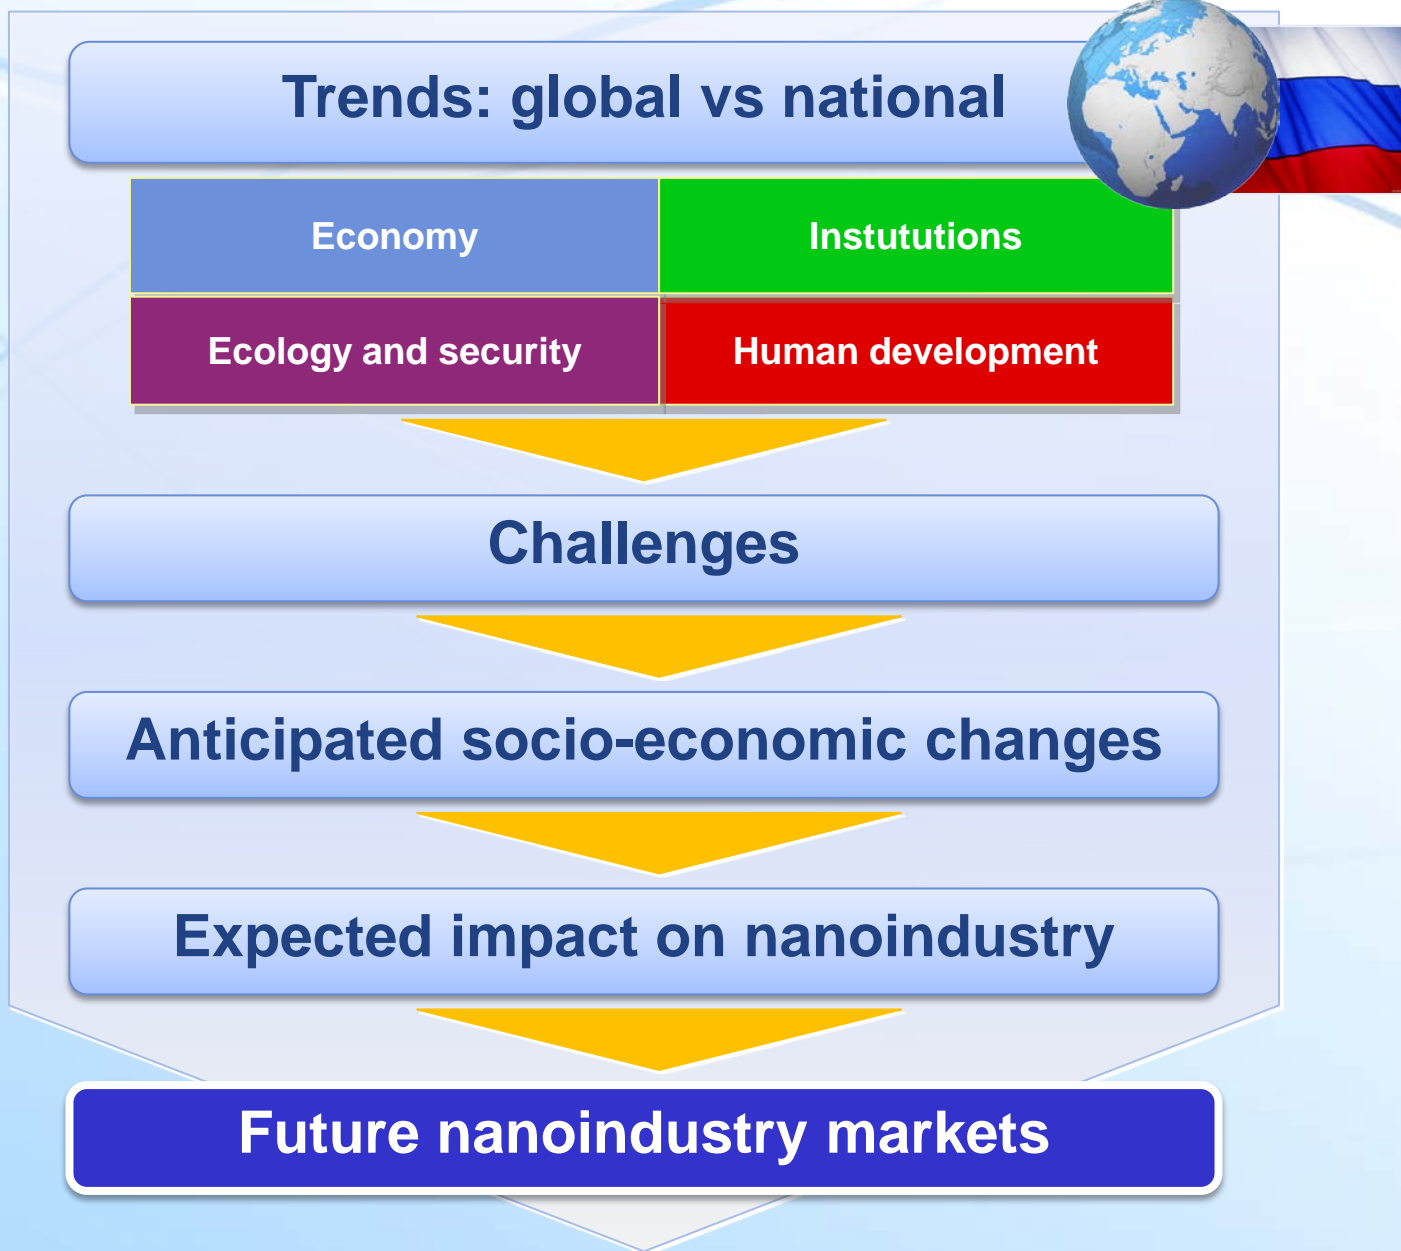 Trends: global vs national
Economy
Instututions
Ecology and security
Human development
Challenges
Anticipated socio-economic changes
Expected impact on nanoindustry
Future nanoindustry markets